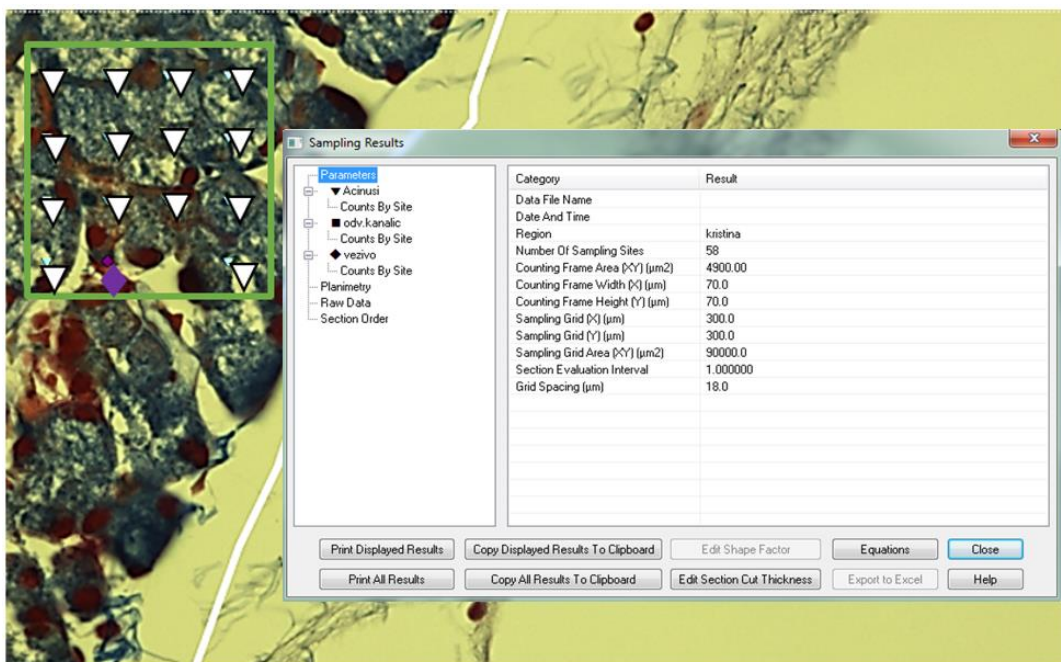 Sampling Results
Parameters
Acinusi
Counts By Site
odv.kanalic
Counts By Site
vezivo
Counts By Site
Planimetry
Raw Data
Section Order
Category Result
Data File Name
Date And Time
Region kristina
Number Of Sampling Sites 58
Counting Frame Area (XY) (µm2) 4900.00
Counting Frame Width (X) (µm) 70.0
Counting Frame Height (Y) (µm) 70.0
Sampling Grid (X) (µm) 300.0
Sampling Grid (Y) (µm) 300.0
Sampling Grid Area (XY) (µm2) 90000.0
Section Evaluation Interval 1.000000
Grid Spacing (µm) 18.0
Print Displayed Results Copy Displayed Results To Clipboard Edit Shape Factor Equations Close
Print All Results Copy All Results To Clipboard Edit Section Cut Thickness Export to Excel Help